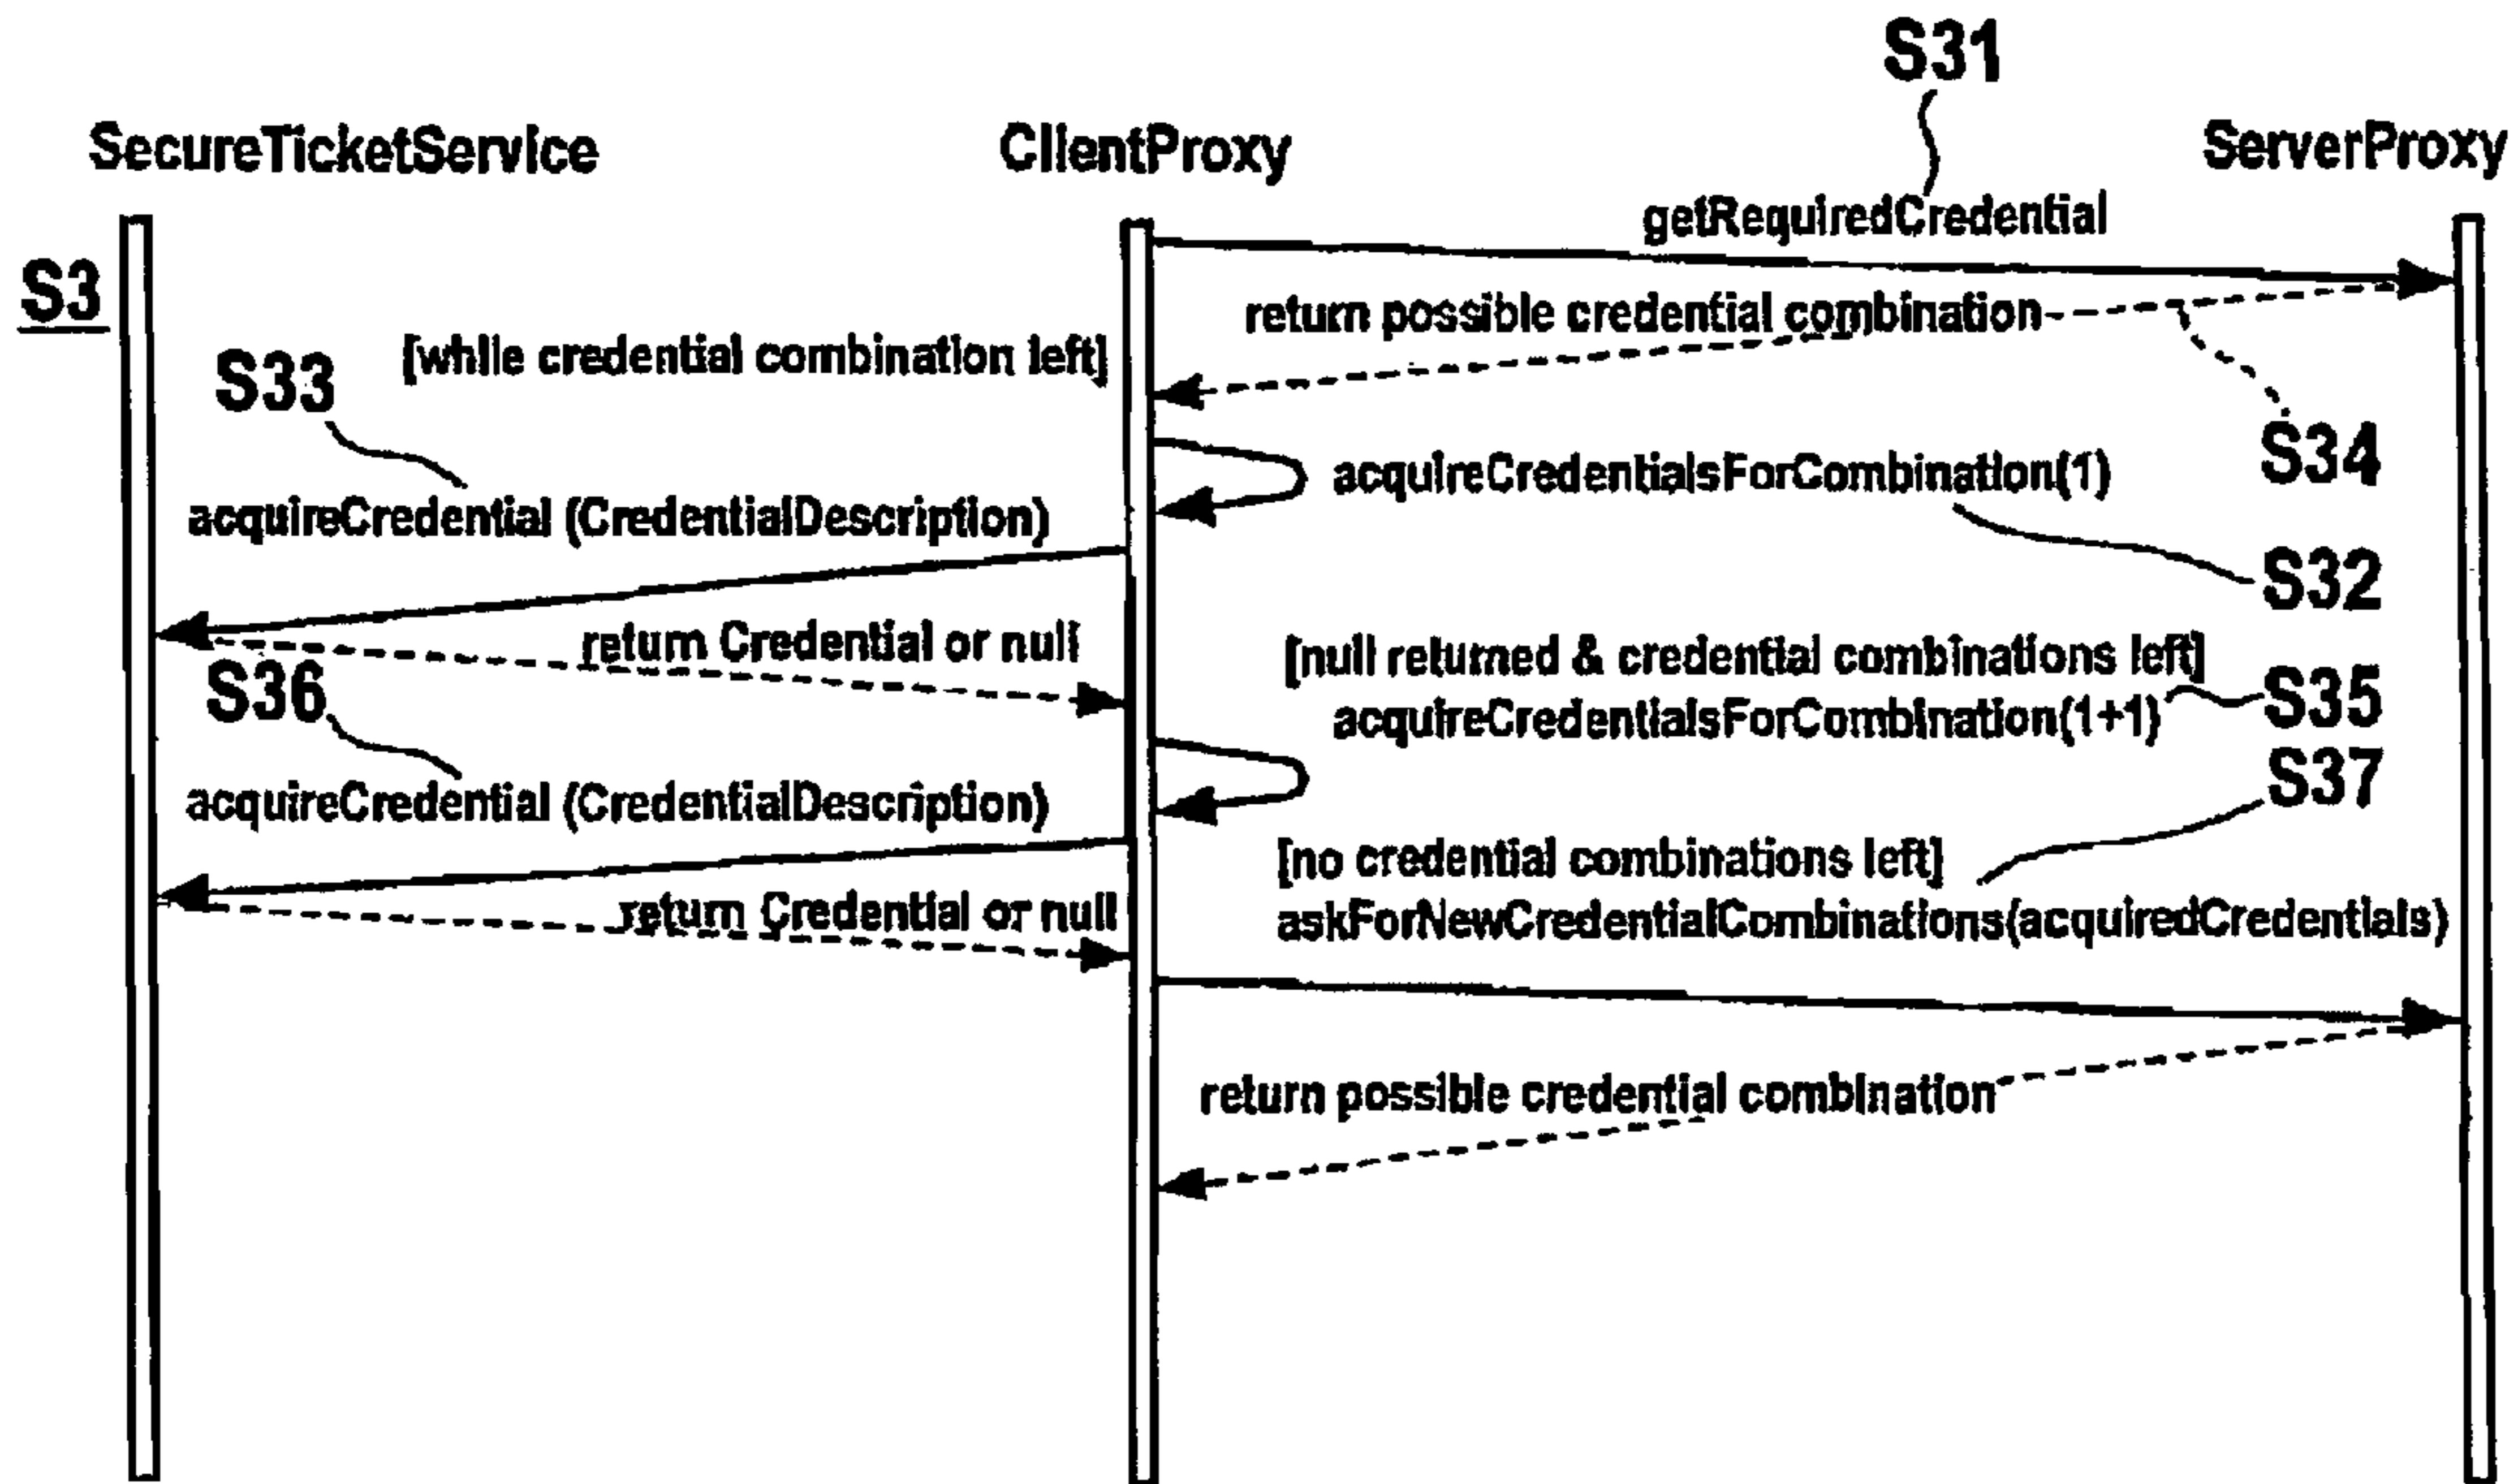 S31
SecureTicketService
ClientProxy
ServerProxy
getRequiredCredential
S3
return possible credential combination
[while credential combination left]
S33
S34
acquireCredentialsForCombination(1)
acquireCredential (CredentialDescription)
S32
return Credential or null
[null returned & credential combinations left]
S36
S35
acquireCredentialsForCombination(1+1)
S37
acquireCredential (CredentialDescription)
[no credential combinations left]
return Credential or null
askForNewCredentialCombinations(acquiredCredentials)
return possible credential combination